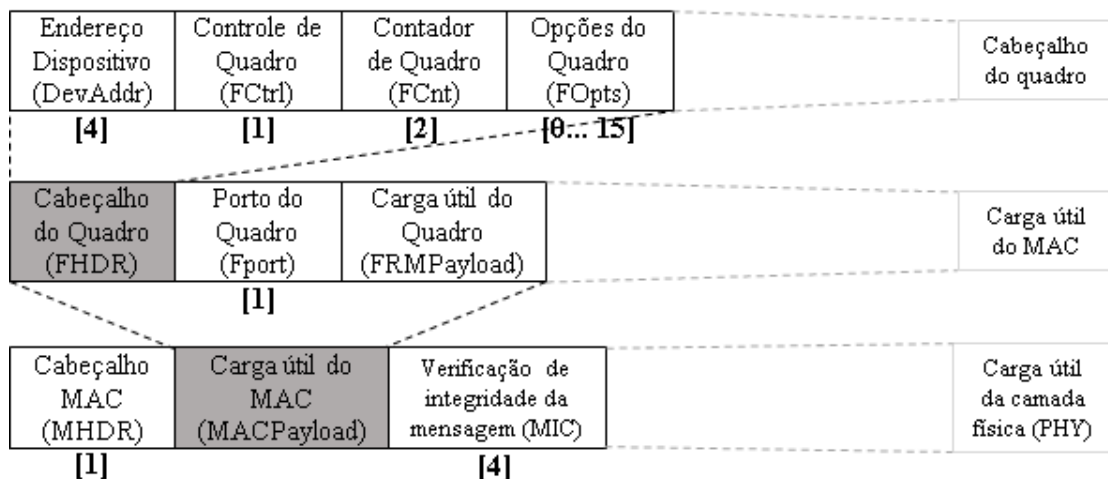 Endereço
Dispositivo
(DevAddr)
Controle de
Quadro
(FCtrl)
Contador
de Quadro
(FCnt)
Opções do
Quadro
(FOpts)
Cabeçalho
do quadro
[4]
[1]
[2]
[0... 15]
Cabeçalho
do Quadro
(FHDR)
Porto do
Quadro
(Fport)
Carga útil do
Quadro
(FRMPayload)
Carga útil
do MAC
[1]
Cabeçalho
MAC
(MHDR)
Carga útil do
MAC
(MACPayload)
Verificação de
integridade da
mensagem (MIC)
Carga útil
da camada
física (PHY)
[1]
[4]